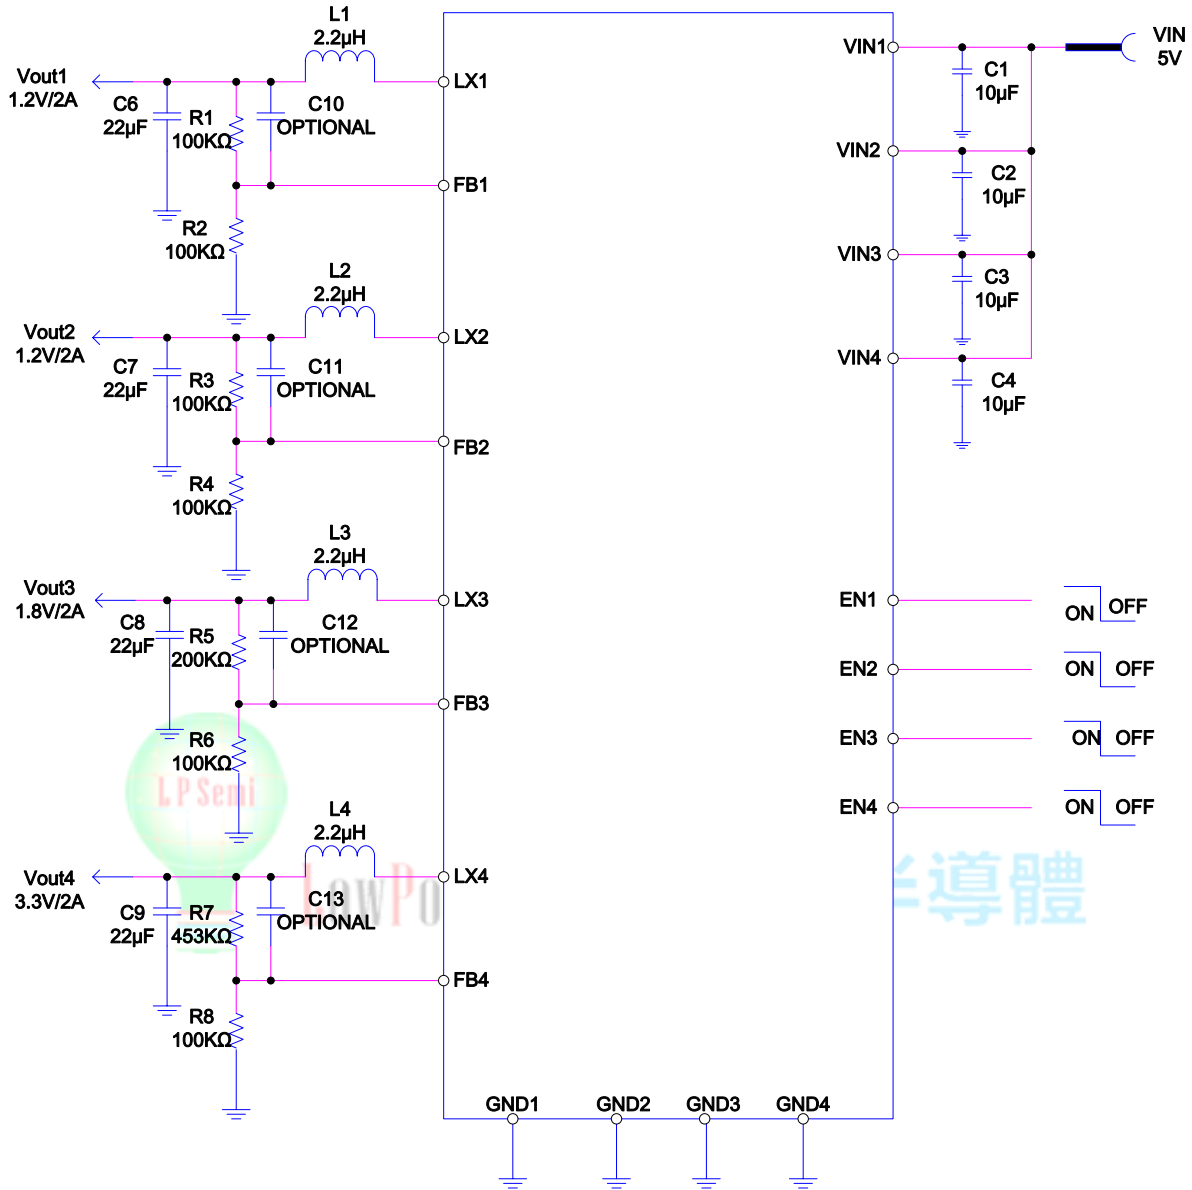 L1
2.2µH
Vout1
1.2V/2A
C6
22µF
R1
100KΩ
C10
OPTIONAL
LX1
FB1
R2
100KΩ
L2
2.2µH
Vout2
1.2V/2A
C7
22µF
R3
100KΩ
C11
OPTIONAL
LX2
FB2
R4
100KΩ
L3
2.2µH
Vout3
1.8V/2A
C8
22µF
R5
200KΩ
C12
OPTIONAL
LX3
FB3
R6
100KΩ
LP Semi
L4
2.2µH
Vout4
3.3V/2A
C9
22µF
R7
453KΩ
C13
OPTIONAL
LowPo
LX4
FB4
R8
100KΩ
VIN1
VIN
5V
C1
10µF
VIN2
C2
10µF
VIN3
C3
10µF
VIN4
C4
10µF
EN1
ON OFF
EN2
ON OFF
EN3
ON OFF
EN4
ON OFF
半導體
GND1 GND2 GND3 GND4